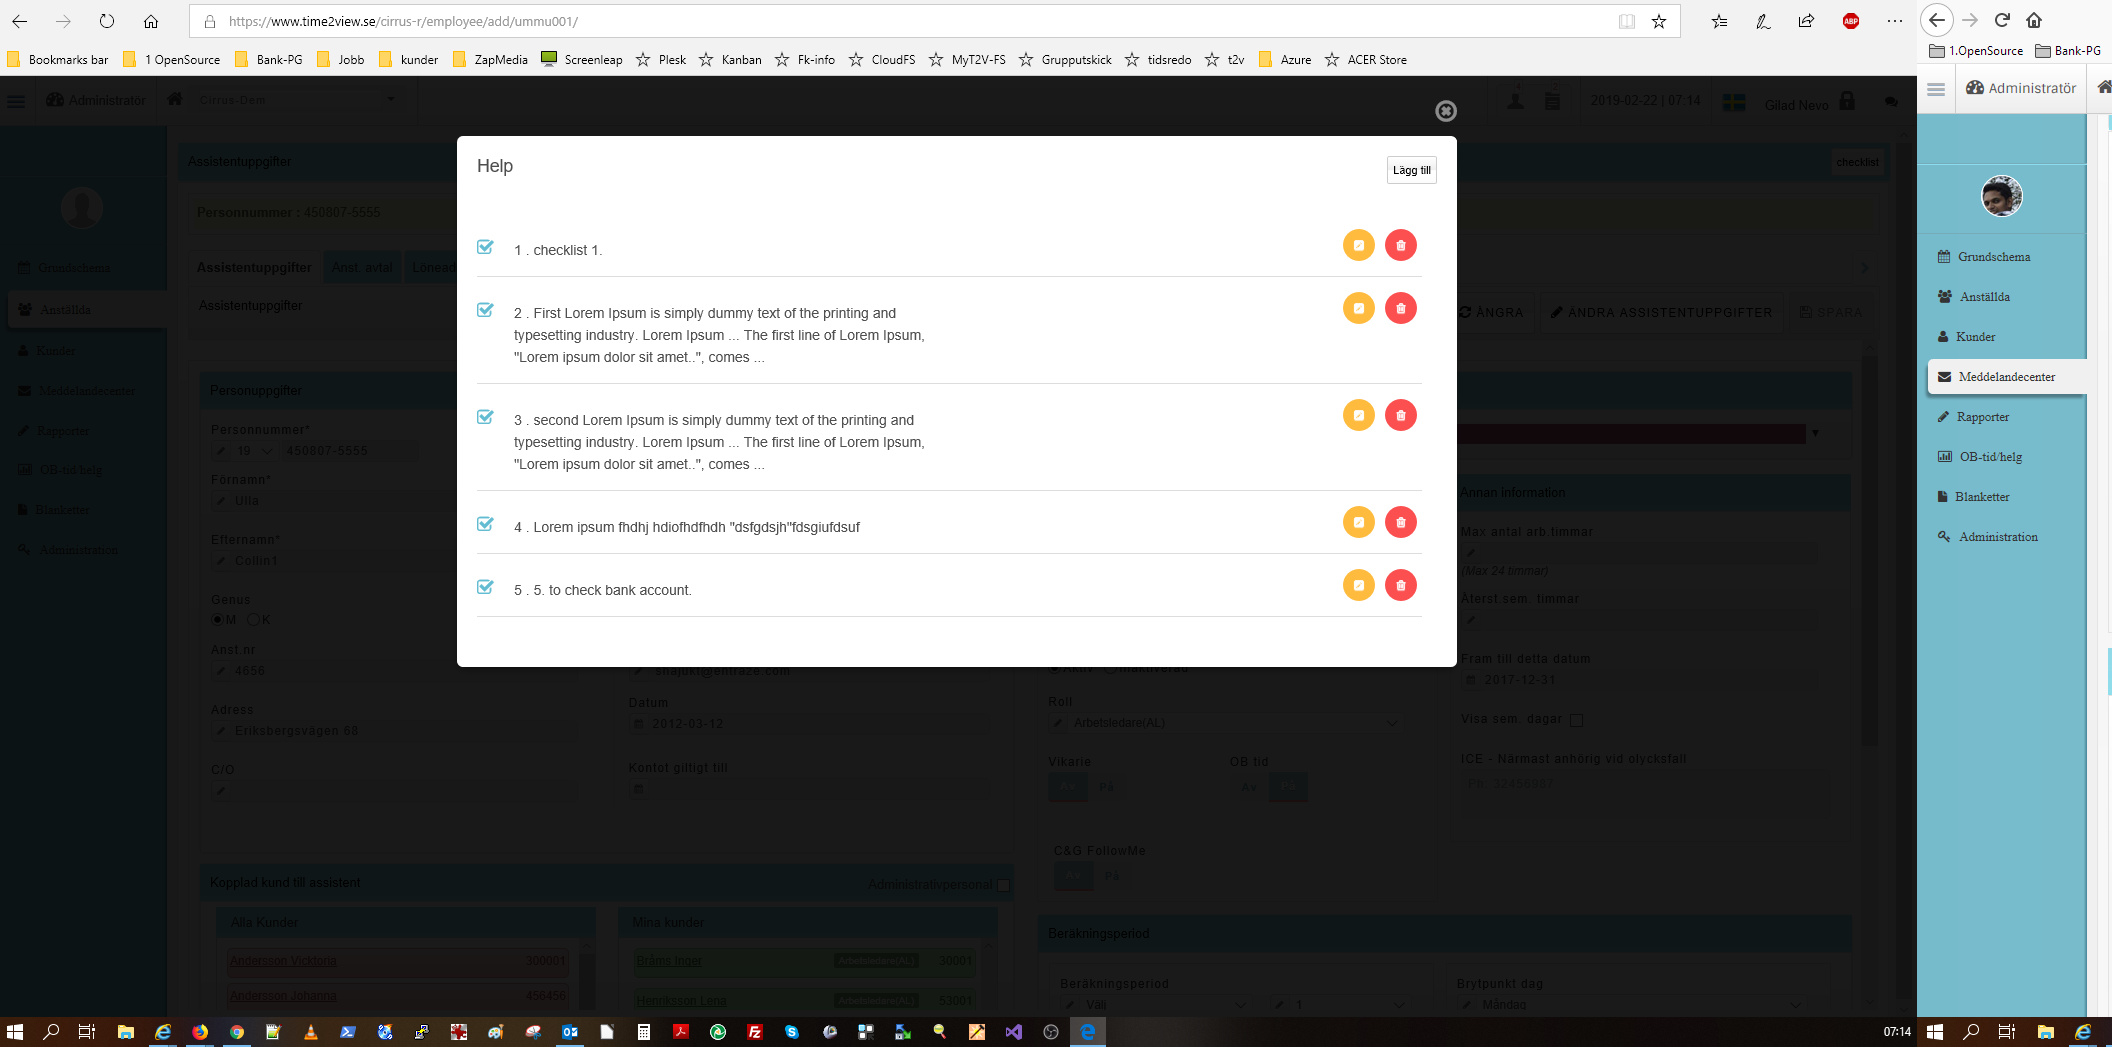 https://www.time2view.se/cirrus-r/employee/add/ummu001/
Bookmarks bar 1 OpenSource Bank-PG Jobb kunder ZapMedia Screenleap Plesk Kanban Fk-info CloudFS MyT2V-FS Grupputskick tidsredo t2v Azure ACER Store
1.OpenSource Bank-PG
Administratör Cirrus-Dem 2019-02-22 | 07:14 Gilad Nevo
Administratör
Assistentuppgifter
checklist
Personnummer : 450807-5555
Assistentuppgifter Anst. avtal Lönead
Assistentuppgifter
ÅNGRA ÄNDRA ASSISTENTUPPGIFTER SPARA
Grundschema
Anställda
Kunder
Meddelandecenter
Rapporter
OB-tid/helg
Blanketter
Administration
Help
Lägg till
1 . checklist 1.
2 . First Lorem Ipsum is simply dummy text of the printing and
typesetting industry. Lorem Ipsum ... The first line of Lorem Ipsum,
"Lorem ipsum dolor sit amet..", comes ...
3 . second Lorem Ipsum is simply dummy text of the printing and
typesetting industry. Lorem Ipsum ... The first line of Lorem Ipsum,
"Lorem ipsum dolor sit amet..", comes ...
4 . Lorem ipsum fhdhj hdiofhdfhdh "dsfgdsjh"fdsgiufdsuf
5 . 5. to check bank account.
Personuppgifter
Personnummer*
19 450807-5555
Förnamn*
Ulla
Efternamn*
Collin1
Genus
M K
Anst.nr
4656
Adress
Eriksbergsvägen 68
C/O
Datum
2012-03-12
Kontot giltigt till
Roll
Arbetsledare(AL)
Vikarie OB tid
Av På Av På
C&G FollowMe
Av På
Annan information
Max antal arb.timmar
(Max 24 timmar)
Återst.sem. timmar
Fram till detta datum
2017-12-31
Visa sem. dagar
ICE - Närmast anhörig vid olycksfall
Kopplad kund till assistent Administrativpersonal
Alla Kunder
Andersson Vicktoria 300001
Andersson Johanna 456456
Mina kunder
Bråms Inger Arbetsledare(AL) 30001
Henriksson Lena Arbetsledare(AL) 53001
Beräkningsperiod
Beräkningsperiod
Välj 1
Brytpunkt dag
Måndag
Grundschema
Anställda
Kunder
Meddelandecenter
Rapporter
OB-tid/helg
Blanketter
Administration
07:14